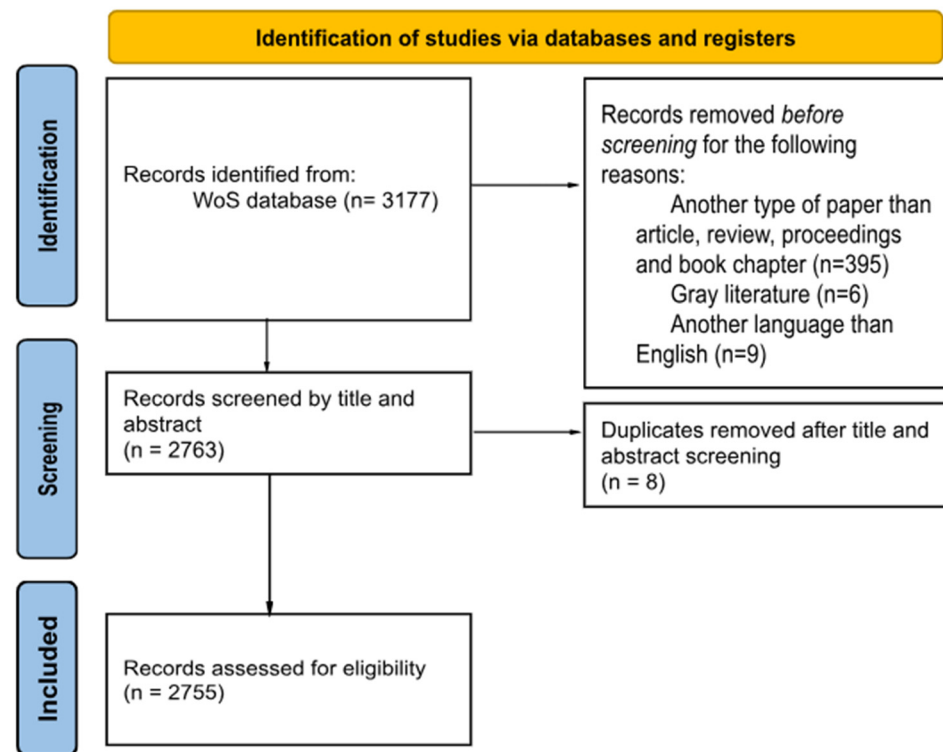 Identification of studies via databases and registers
Identification
Records identified from:
WoS database (n= 3177)
Records removed before
screening for the following
reasons:
Another type of paper than
article, review, proceedings
and book chapter (n=395)
Gray literature (n=6)
Another language than
English (n=9)
Screening
Records screened by title and
abstract
(n = 2763)
Duplicates removed after title and
abstract screening
(n = 8)
Included
Records assessed for eligibility
(n = 2755)